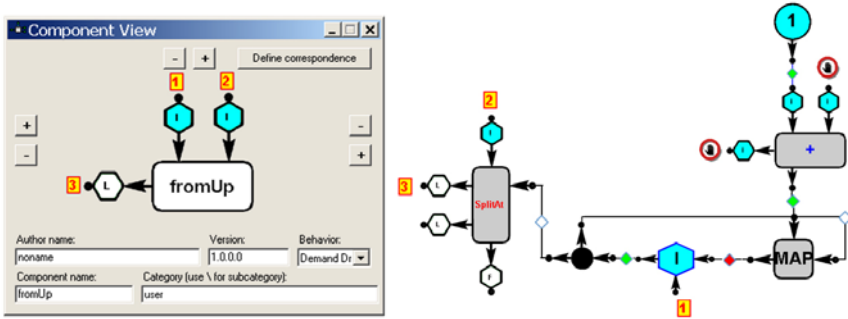 Component View
- +
Define correspondence
1 2
I I
+ -
- +
3 L fromUp
Author name: Version: Behavior:
noname 1.0.0.0 Demand Dr
Component name: Category (use \ for subcategory):
fromUp user
1
2
I I
I
I
+
3 L
SplitAt
L
I
MAP
F
1